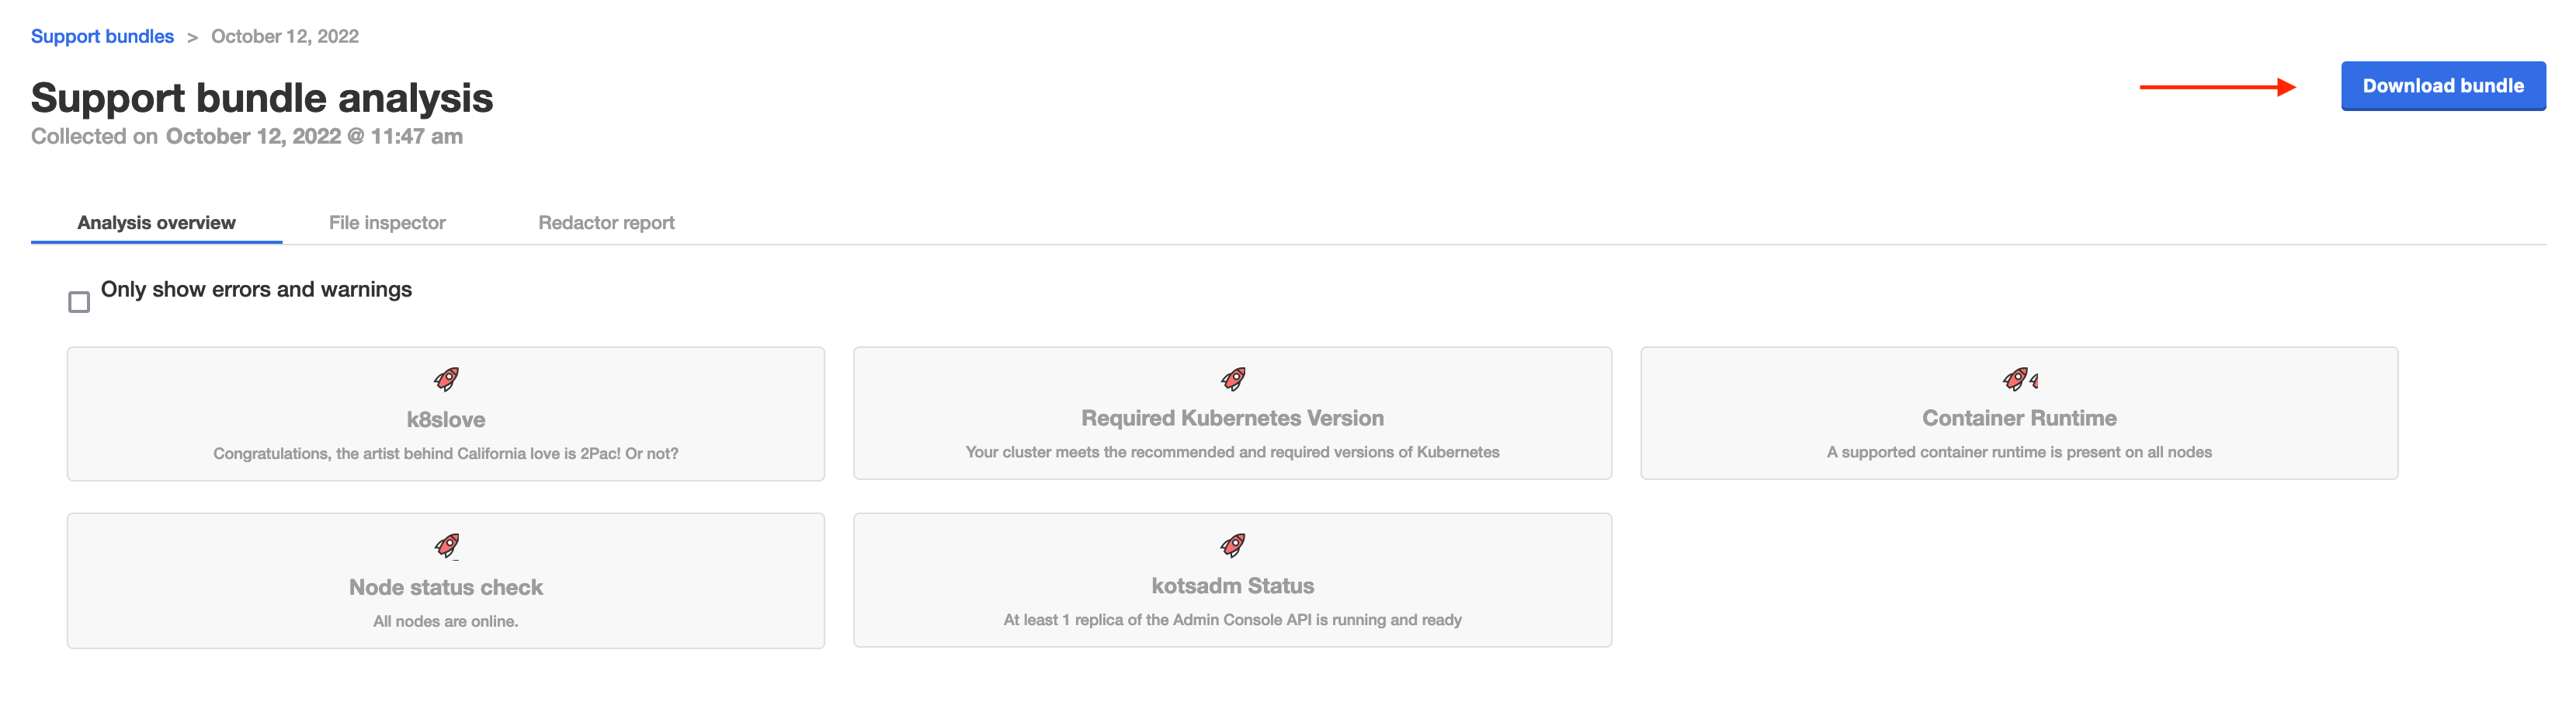 Support bundles > October 12, 2022
Support bundle analysis
Collected on October 12, 2022 @ 11:47 am
Download bundle
Analysis overview File inspector Redactor report
Only show errors and warnings
k8slove
Congratulations, the artist behind California love is 2Pac! Or not?
Required Kubernetes Version
Your cluster meets the recommended and required versions of Kubernetes
Container Runtime
A supported container runtime is present on all nodes
Node status check
All nodes are online.
kotsadm Status
At least 1 replica of the Admin Console API is running and ready